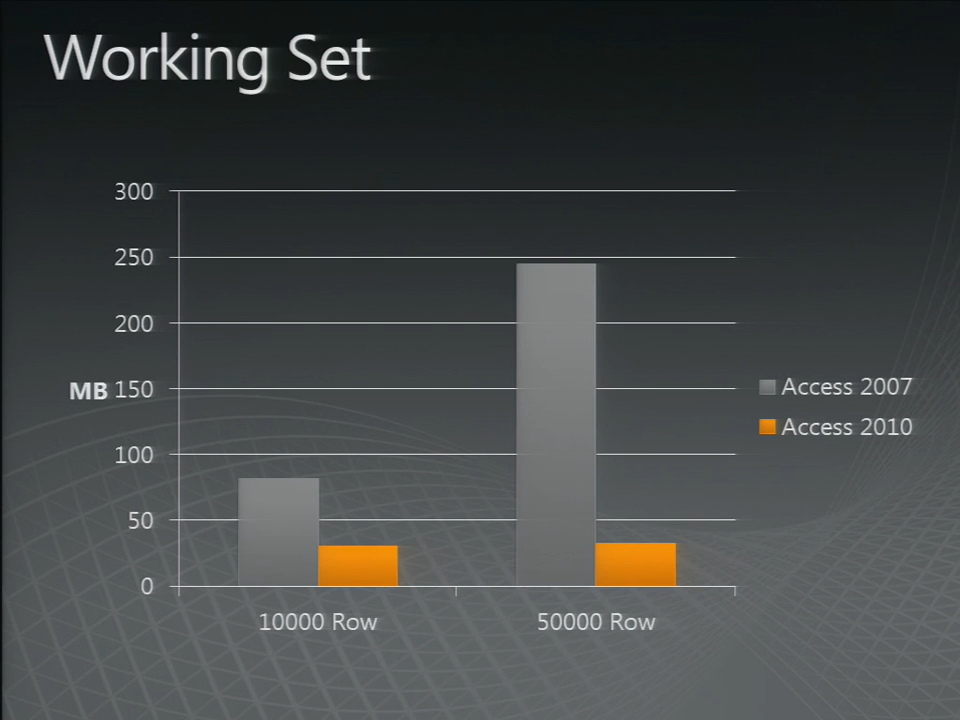 Working Set
300
250
200
MB 150
100
50
0
10000 Row
50000 Row
Access 2007
Access 2010